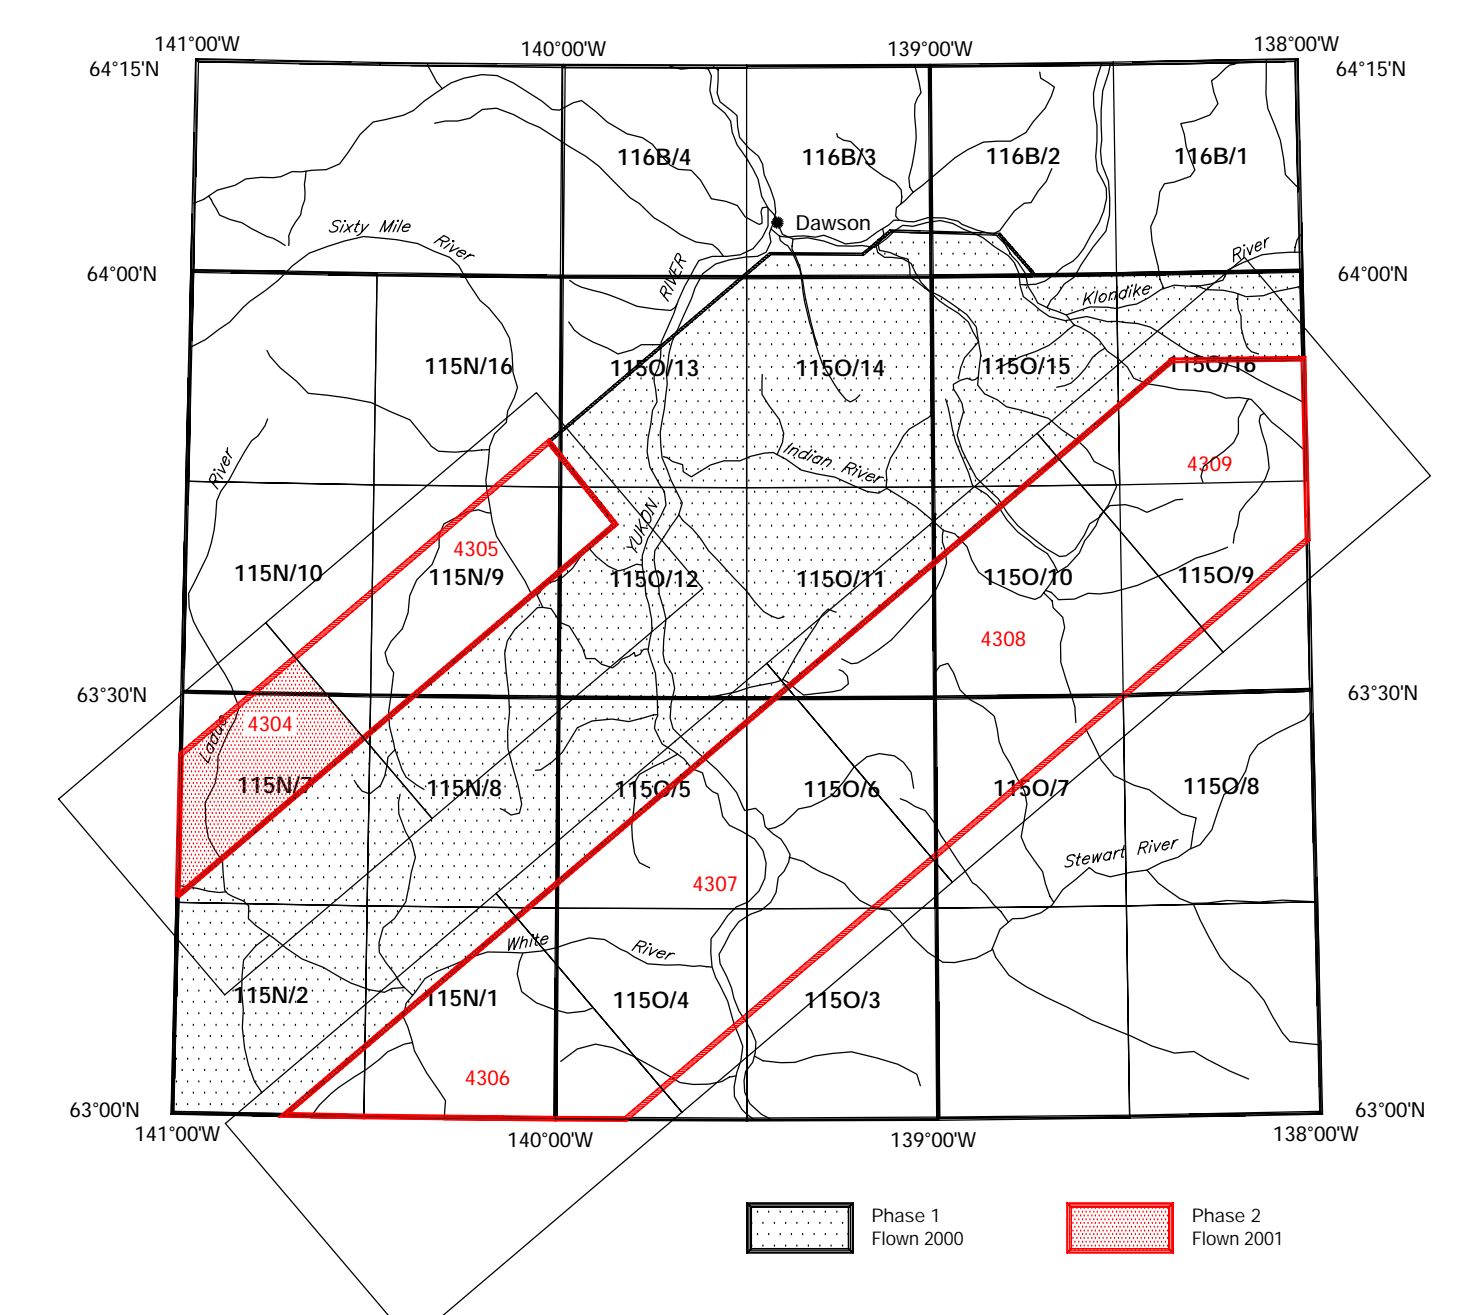 141°00'W
140°00'W
139°00'W
138°00'W
64°15'N
64°15'N
116B/4
116B/3
116B/2
116B/1
Dawson
Sixty Mile River
RIVER
River
64°00'N
64°00'N
Klondike
115N/16
115O/13
115O/14
115O/15
115O/16
River
Indian River
4309
YUKON
4305
115N/10
115N/9
115O/12
115O/11
115O/10
115O/9
4308
63°30'N
63°30'N
Ladue
4304
115N/7
115N/8
115O/5
115O/6
115O/7
115O/8
Stewart River
4307
White River
115N/2
115N/1
115O/4
115O/3
4306
63°00'N
63°00'N
141°00'W
140°00'W
139°00'W
138°00'W
Phase 1
Flown 2000
Phase 2
Flown 2001